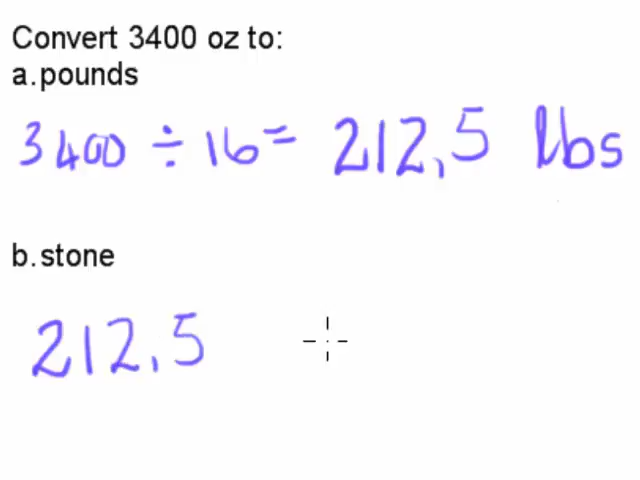 Convert 3400 oz to:
a.pounds
3400 ÷ 16 = 212.5 lbs
b.stone
212.5